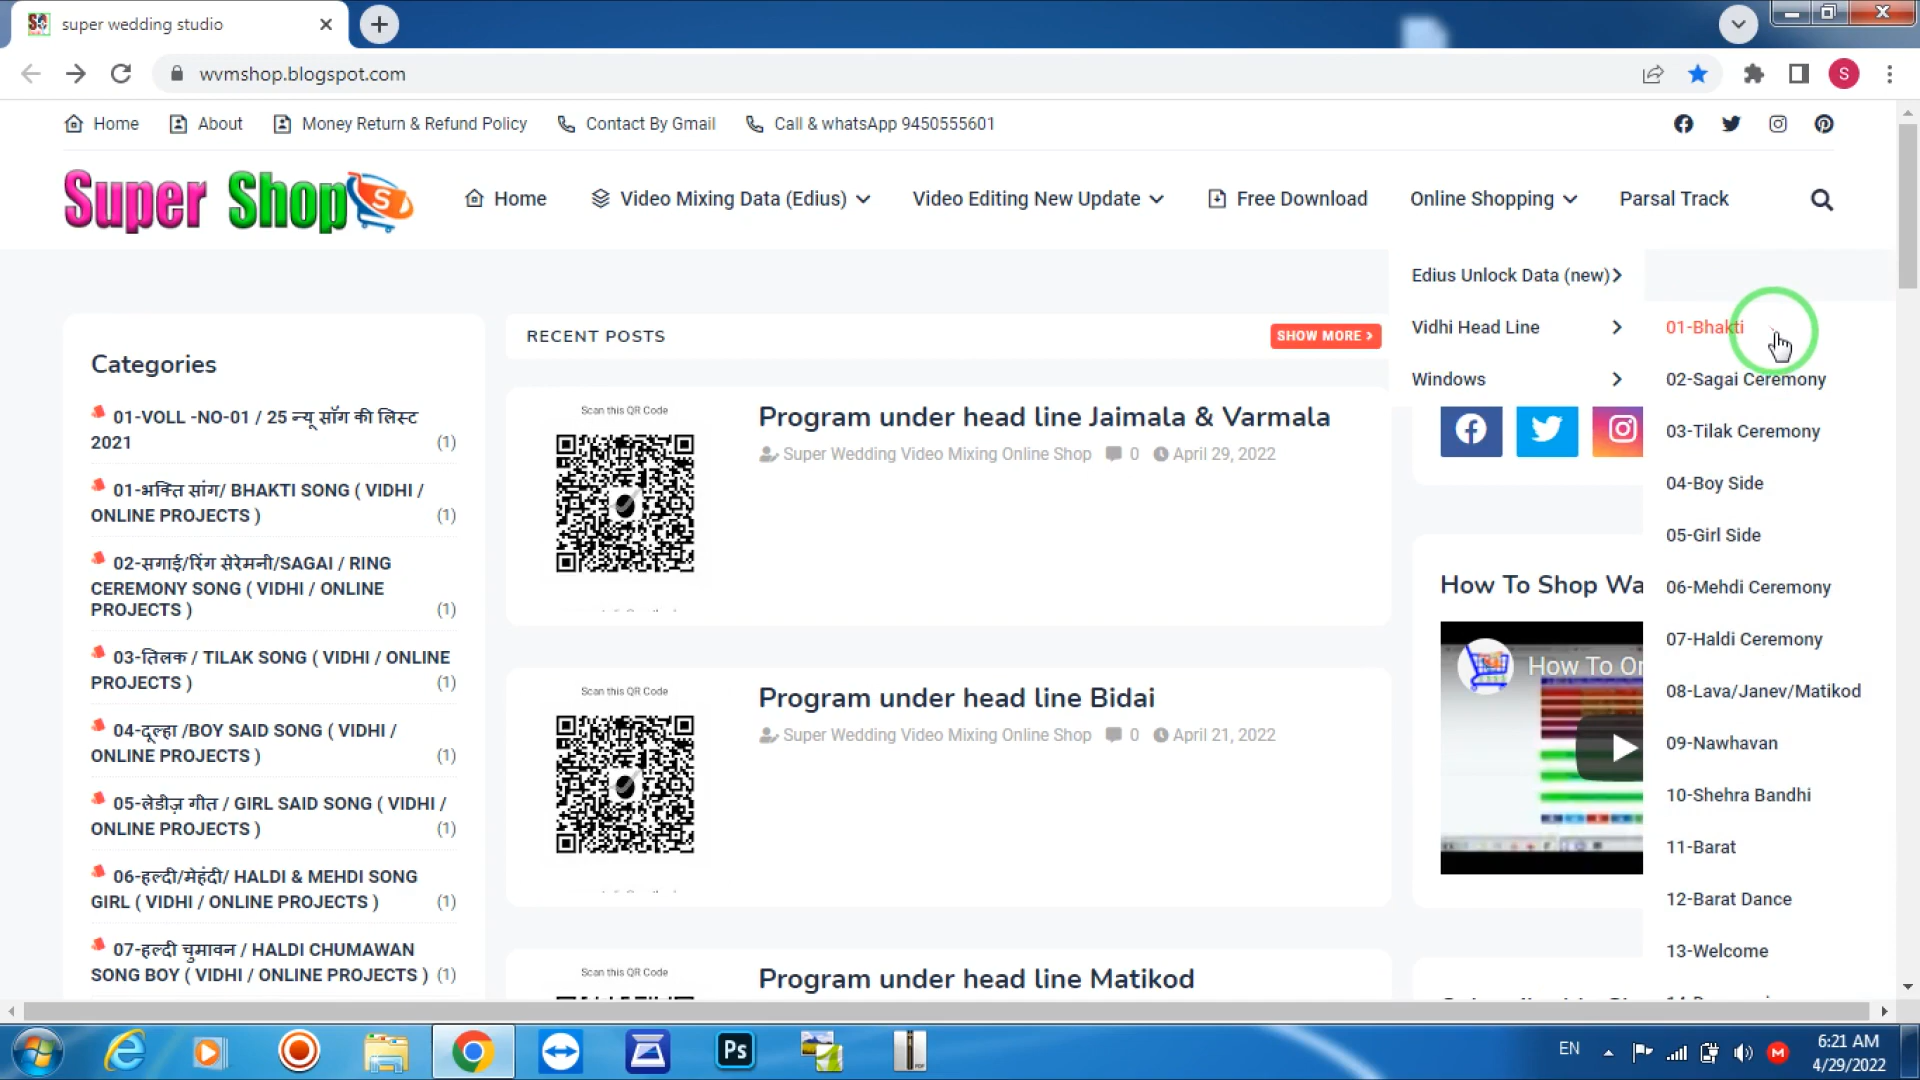 super wedding studio
wvmshop.blogspot.com
S
Home
About
Money Return & Refund Policy
Contact By Gmail
Call & whatsApp 9450555601
Super Shop S
Home
Video Mixing Data (Edius)
Video Editing New Update
Free Download
Online Shopping
Parsal Track
Edius Unlock Data (new)
Vidhi Head Line
Windows
01-Bhakti
02-Sagai Ceremony
03-Tilak Ceremony
04-Boy Side
05-Girl Side
06-Mehdi Ceremony
07-Haldi Ceremony
08-Lava/Janev/Matikod
09-Nawhavan
10-Shehra Bandhi
11-Barat
12-Barat Dance
13-Welcome
Categories
01-VOLL -NO-01 / 25 न्यू सॉंग की लिस्ट
2021 (1)
01-भक्ति सांग/ BHAKTI SONG ( VIDHI /
ONLINE PROJECTS ) (1)
02-सगाई/रिंग सेरेमनी/SAGAI / RING
CEREMONY SONG ( VIDHI / ONLINE
PROJECTS ) (1)
03-तिलक / TILAK SONG ( VIDHI / ONLINE
PROJECTS ) (1)
04-दूल्हा /BOY SAID SONG ( VIDHI /
ONLINE PROJECTS ) (1)
05-लेडीज़ गीत / GIRL SAID SONG ( VIDHI /
ONLINE PROJECTS ) (1)
06-हल्दी/मेहंदी/ HALDI & MEHDI SONG
GIRL ( VIDHI / ONLINE PROJECTS ) (1)
07-हल्दी चुमावन / HALDI CHUMAWAN
SONG BOY ( VIDHI / ONLINE PROJECTS ) (1)
RECENT POSTS
SHOW MORE >
Scan this QR Code
Program under head line Jaimala & Varmala
Super Wedding Video Mixing Online Shop 0 April 29, 2022
Scan this QR Code
Program under head line Bidai
Super Wedding Video Mixing Online Shop 0 April 21, 2022
Scan this QR Code
Program under head line Matikod
How To Shop Wa
How To Or
Ps
EN
M
6:21 AM
4/29/2022